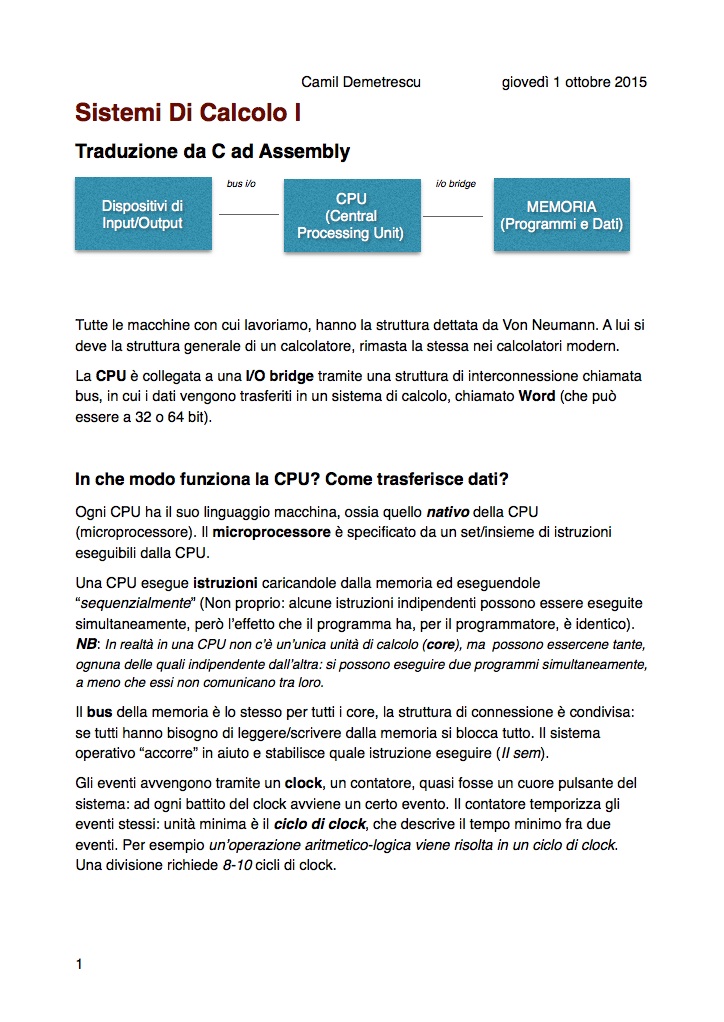 Camil Demetrescu giovedì 1 ottobre 2015
Sistemi Di Calcolo I
Traduzione da C ad Assembly
Dispositivi di
Input/Output
bus i/o
CPU
(Central
Processing Unit)
i/o bridge
MEMORIA
(Programmi e Dati)
Tutte le macchine con cui lavoriamo, hanno la struttura dettata da Von Neumann. A lui si
deve la struttura generale di un calcolatore, rimasta la stessa nei calcolatori modern.
La CPU è collegata a una I/O bridge tramite una struttura di interconnessione chiamata
bus, in cui i dati vengono trasferiti in un sistema di calcolo, chiamato Word (che può
essere a 32 o 64 bit).
In che modo funziona la CPU? Come trasferisce dati?
Ogni CPU ha il suo linguaggio macchina, ossia quello nativo della CPU
(microprocessore). Il microprocessore è specificato da un set/insieme di istruzioni
eseguibili dalla CPU.
Una CPU esegue istruzioni caricandole dalla memoria ed eseguendole
“sequenzialmente” (Non proprio: alcune istruzioni indipendenti possono essere eseguite
simultaneamente, però l’effetto che il programma ha, per il programmatore, è identico).
NB: In realtà in una CPU non c’è un’unica unità di calcolo (core), ma possono essercene tante,
ognuna delle quali indipendente dall’altra: si possono eseguire due programmi simultaneamente,
a meno che essi non comunicano tra loro.
Il bus della memoria è lo stesso per tutti i core, la struttura di connessione è condivisa:
se tutti hanno bisogno di leggere/scrivere dalla memoria si blocca tutto. Il sistema
operativo “accorre” in aiuto e stabilisce quale istruzione eseguire (II sem).
Gli eventi avvengono tramite un clock, un contatore, quasi fosse un cuore pulsante del
sistema: ad ogni battito del clock avviene un certo evento. Il contatore temporizza gli
eventi stessi: unità minima è il ciclo di clock, che descrive il tempo minimo fra due
eventi. Per esempio un’operazione aritmetico-logica viene risolta in un ciclo di clock.
Una divisione richiede 8-10 cicli di clock.
1